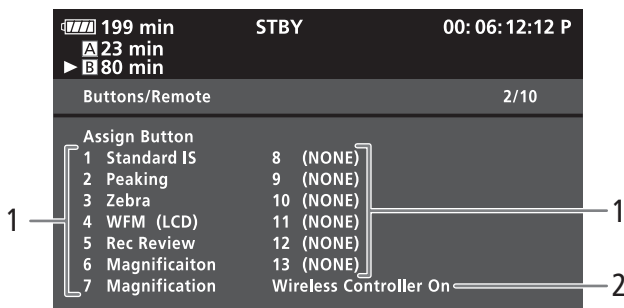 199 min STBY 00: 06: 12: 12 P
A 23 min
► B 80 min
Buttons/Remote 2/10
Assign Button
1 Standard IS 8 (NONE)
2 Peaking 9 (NONE)
3 Zebra 10 (NONE)
4 WFM (LCD) 11 (NONE)
5 Rec Review 12 (NONE)
6 Magnificaiton 13 (NONE)
7 Magnification Wireless Controller On
1
1
2